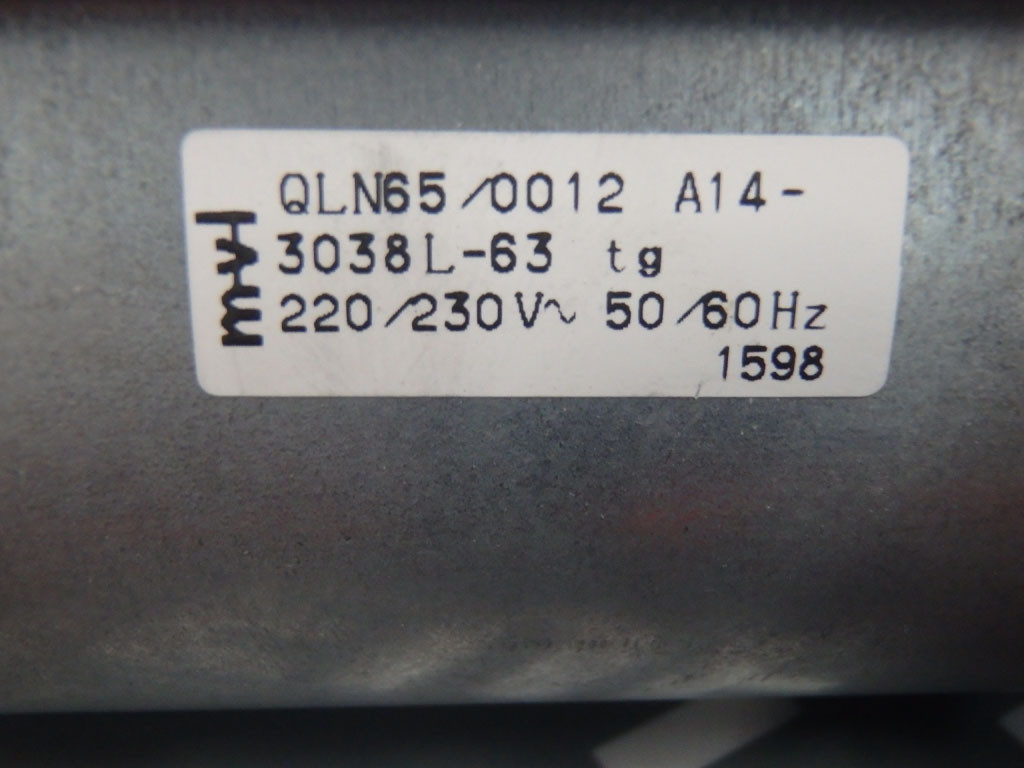 QLN65/0012 A14-
3038L-63 tg
220/230V~ 50/60Hz
1598